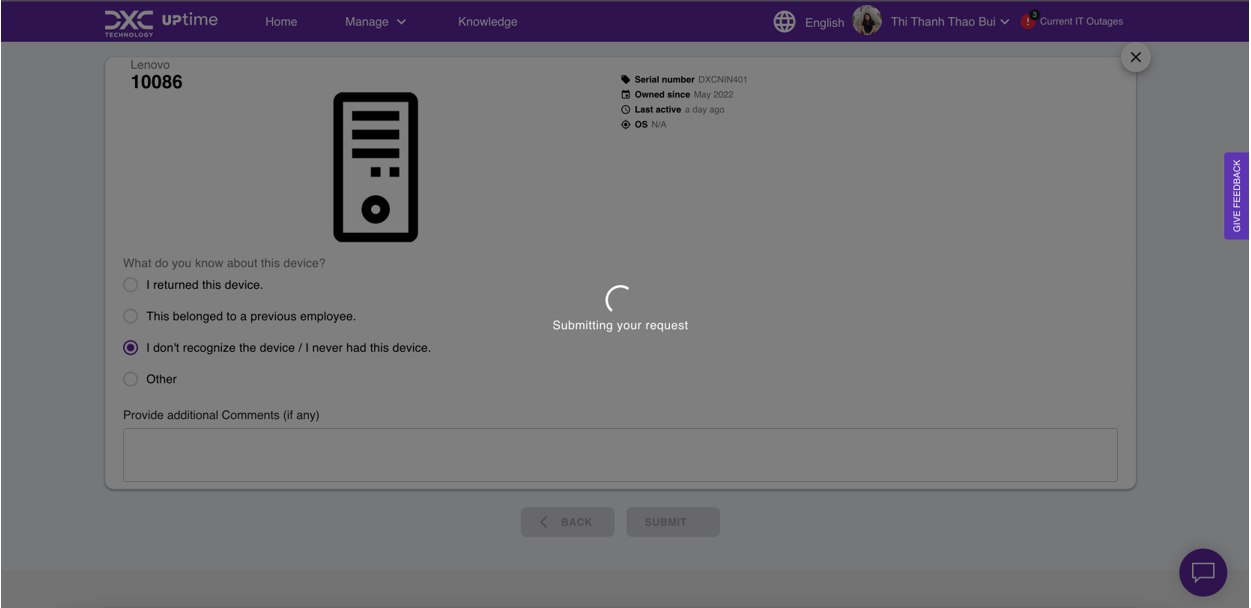 DXC UPtime
TECHNOLOGY
Home
Manage
Knowledge
English
Thi Thanh Thao Bui
3
!
Current IT Outages
Lenovo
10086
Serial number DXCNIN401
Owned since May 2022
Last active a day ago
OS N/A
GIVE FEEDBACK
What do you know about this device?
I returned this device.
This belonged to a previous employee.
Submitting your request
I don't recognize the device / I never had this device.
Other
Provide additional Comments (if any)
BACK
SUBMIT